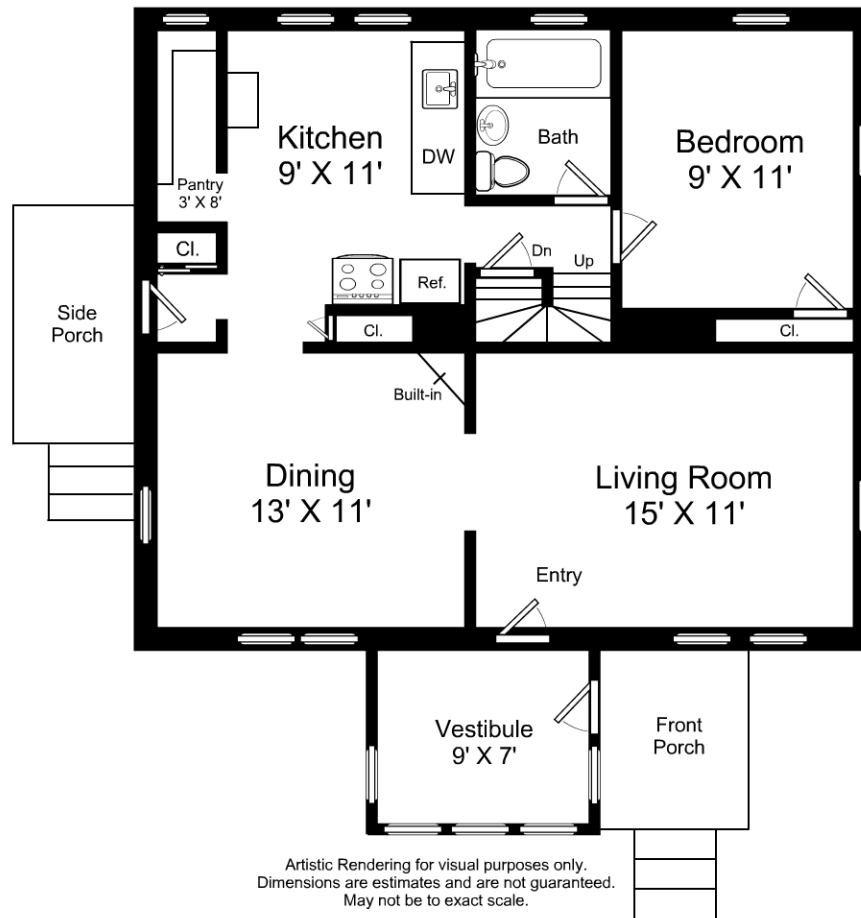 Kitchen
9' X 11'
DW
Bath
Bedroom
9' X 11'
Pantry
3' X 8'
Cl.
Dn
Up
Ref.
Side
Porch
Cl.
Cl.
Built-in
Dining
13' X 11'
Living Room
15' X 11'
Entry
Vestibule
9' X 7'
Front
Porch
Artistic Rendering for visual purposes only.
Dimensions are estimates and are not guaranteed.
May not be to exact scale.